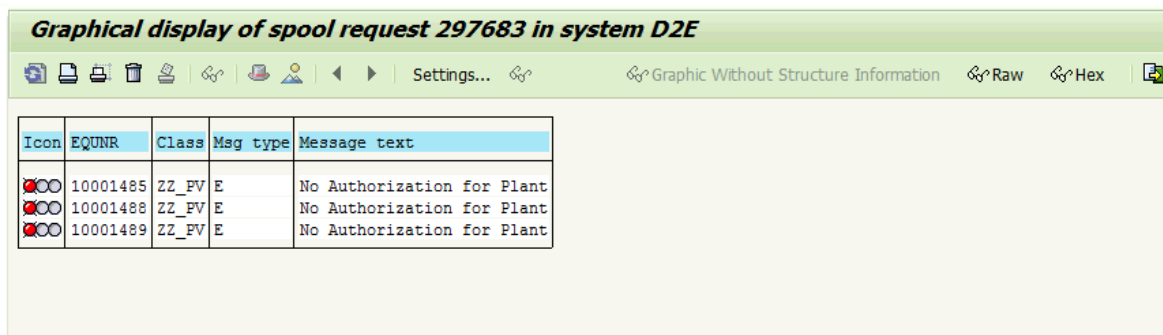 Graphical display of spool request 297683 in system D2E
Settings... Graphic Without Structure Information Raw Hex
Icon EQUNR Class Msg type Message text
10001485 ZZ_PV E No Authorization for Plant
10001488 ZZ_PV E No Authorization for Plant
10001489 ZZ_PV E No Authorization for Plant